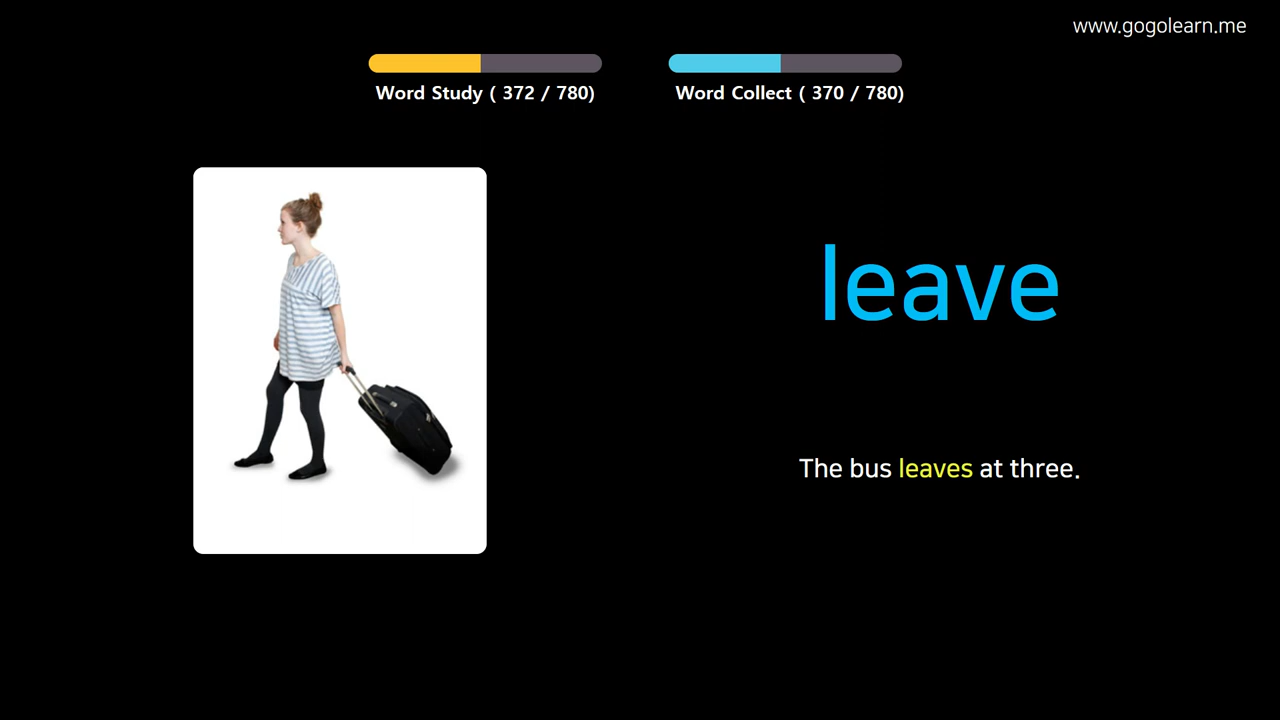 www.gogolearn.me
Word Study ( 372 / 780)
Word Collect ( 370 / 780)
leave
The bus leaves at three.